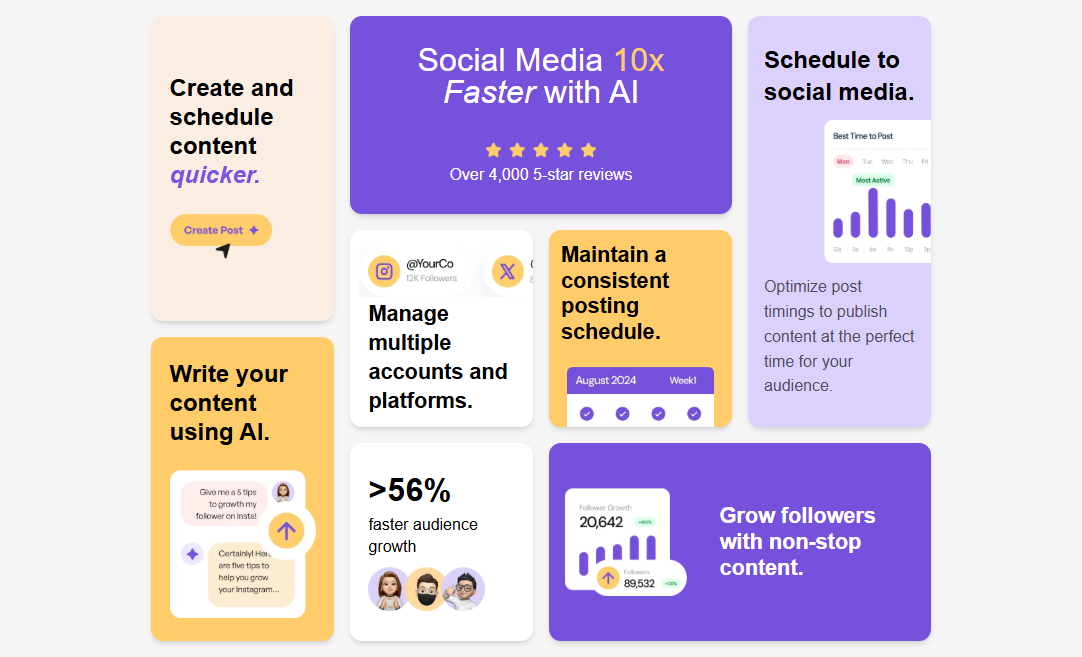 Create and
schedule
content
quicker.
Create Post
Social Media 10x
Faster with AI
Over 4,000 5-star reviews
Schedule to
social media.
Best Time to Post
Mon Tue Wec Thu Fri
Most Active
12a 3a 6a 9a 12p 3p
Optimize post
timings to publish
content at the perfect
time for your
audience.
@YourCo
12K Followers
Manage
multiple
accounts and
platforms.
Maintain a
consistent
posting
schedule.
August 2024 Week1
Write your
content
using AI.
Give me a 5 tips
to growth my
follower on Insta!
Certainly! Here
are five tips to
help you grow
your Instagram...
>56%
faster audience
growth
Follower Growth
20,642
Followers
89,532
Grow followers
with non-stop
content.